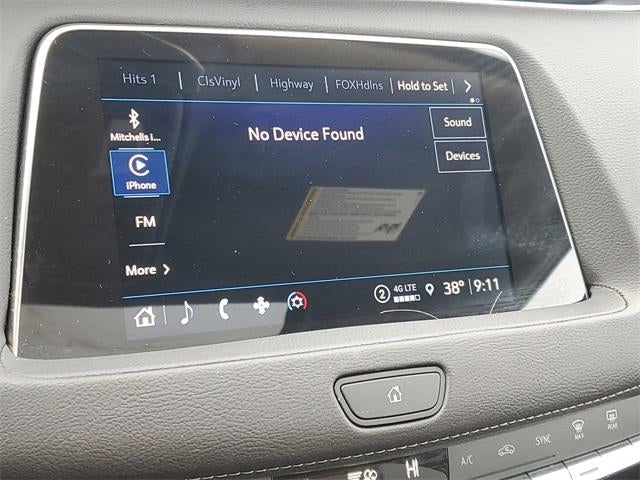 Hits 1 ClsVinyl Highway FOXHdlns Hold to Set
Mitchells i...
No Device Found
Sound
iPhone
Devices
FM
More
2 4G LTE 38° 9:11
A/C SYNC MAX REAR
HI